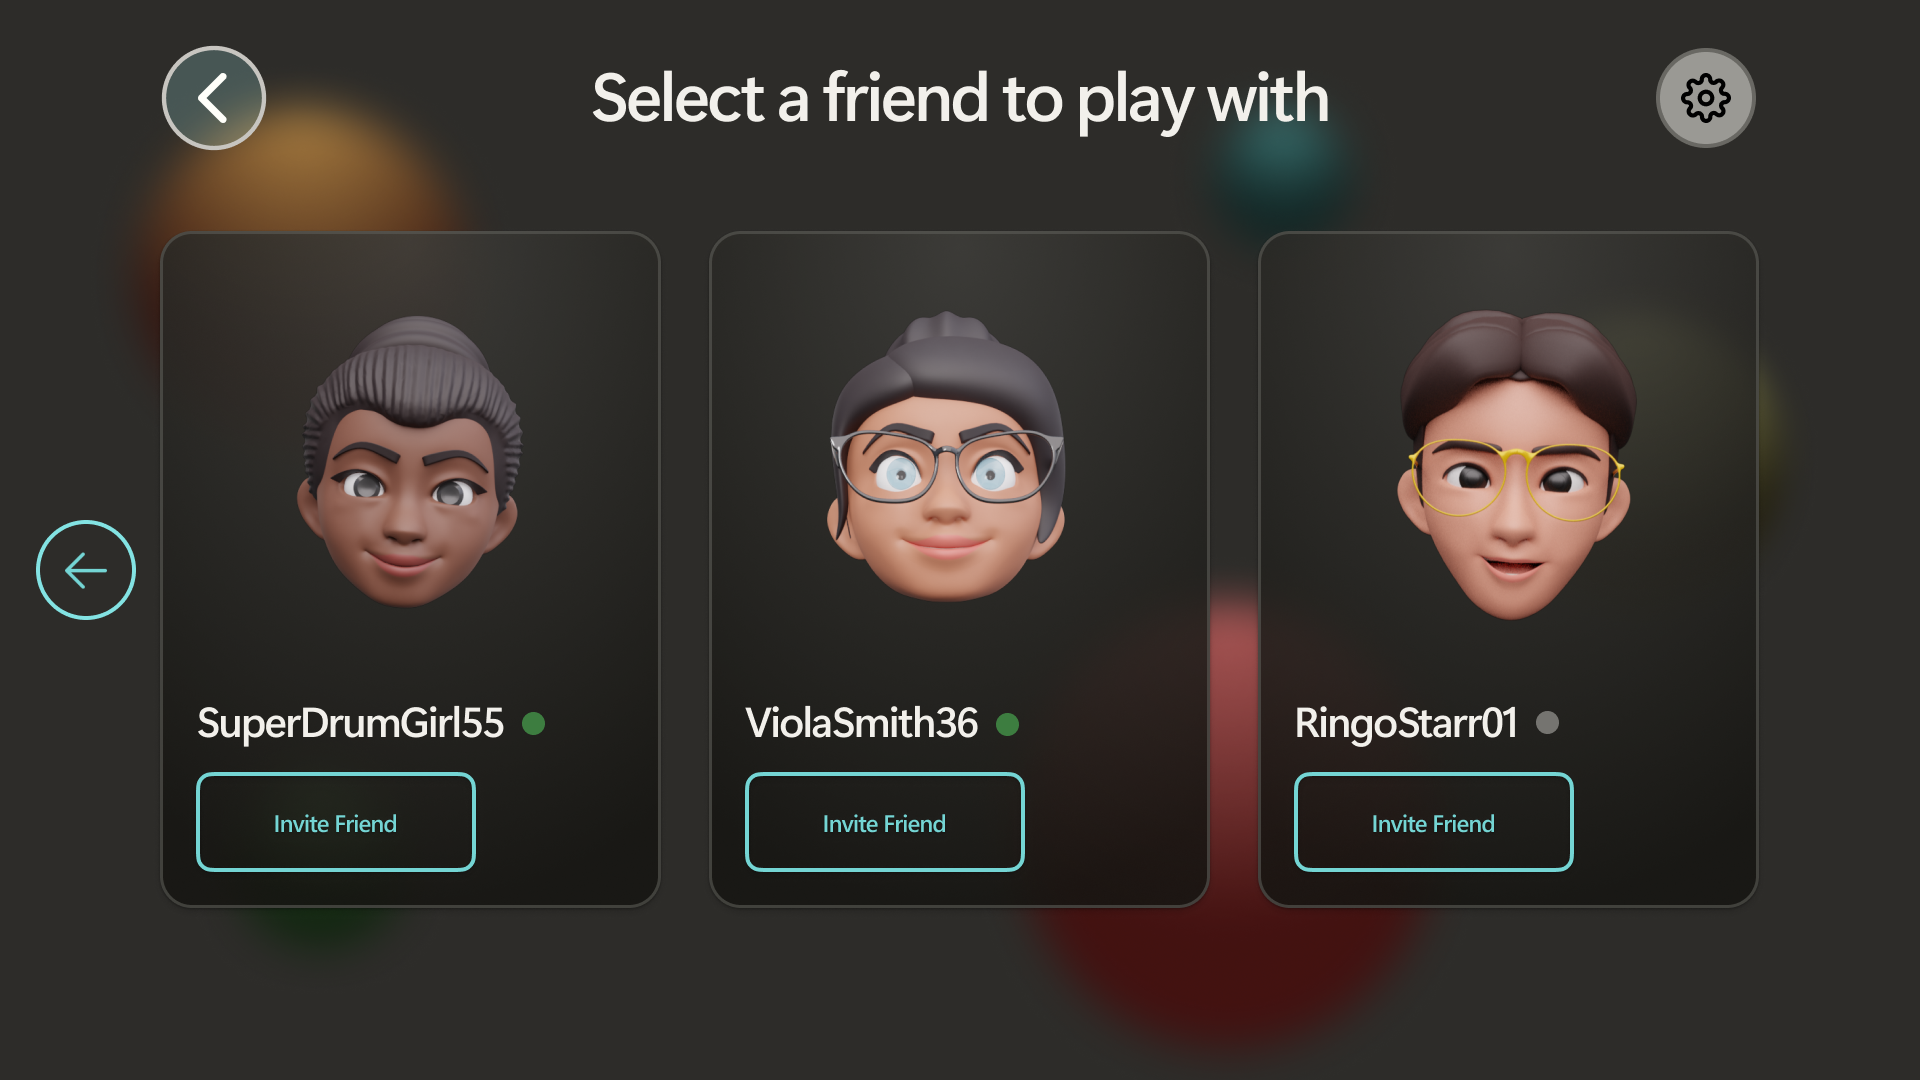 Select a friend to play with
SuperDrumGirl55
ViolaSmith36
RingoStarr01
Invite Friend
Invite Friend
Invite Friend